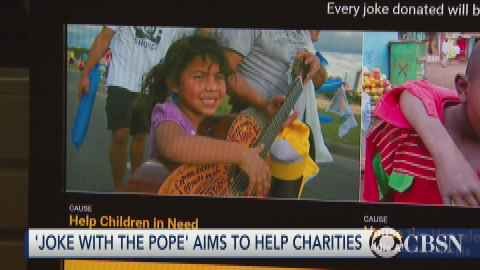 Every joke donated will b
CAUSE
Help Children in Need
CAUSE
'JOKE WITH THE POPE' AIMS TO HELP CHARITIES
CBSN